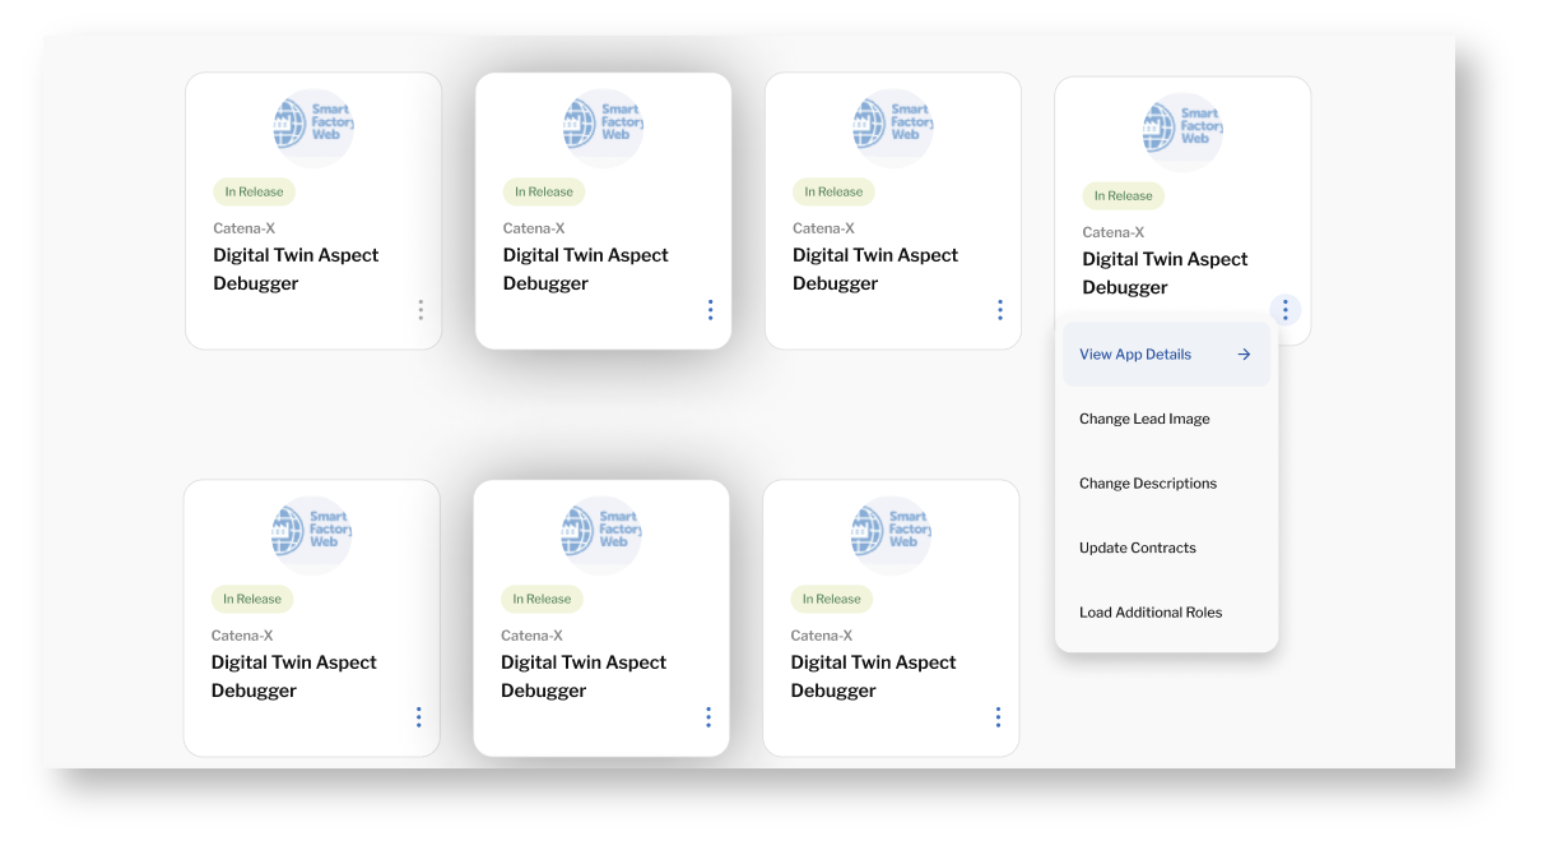 Smart
Factory
Web
In Release
Catena-X
Digital Twin Aspect
Debugger
Smart
Factory
Web
In Release
Catena-X
Digital Twin Aspect
Debugger
Smart
Factory
Web
In Release
Catena-X
Digital Twin Aspect
Debugger
Smart
Factory
Web
In Release
Catena-X
Digital Twin Aspect
Debugger
View App Details →
Change Lead Image
Change Descriptions
Update Contracts
Load Additional Roles
Smart
Factory
Web
In Release
Catena-X
Digital Twin Aspect
Debugger
Smart
Factory
Web
In Release
Catena-X
Digital Twin Aspect
Debugger
Smart
Factory
Web
In Release
Catena-X
Digital Twin Aspect
Debugger